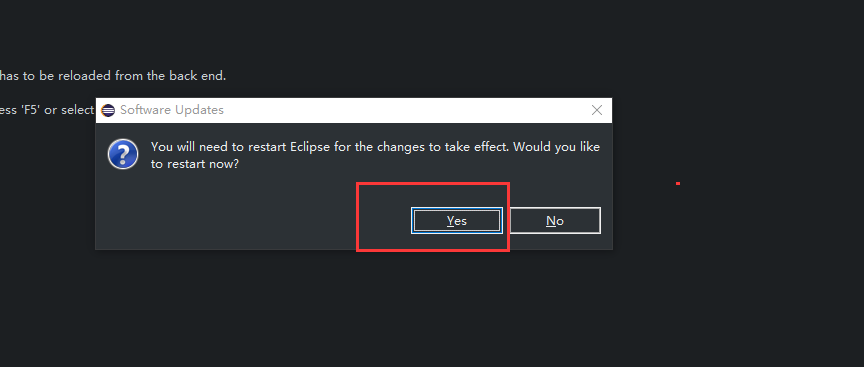 has to be reloaded from the back end.
ess 'F5' or select
Software Updates
You will need to restart Eclipse for the changes to take effect. Would you like
to restart now?
Yes
No